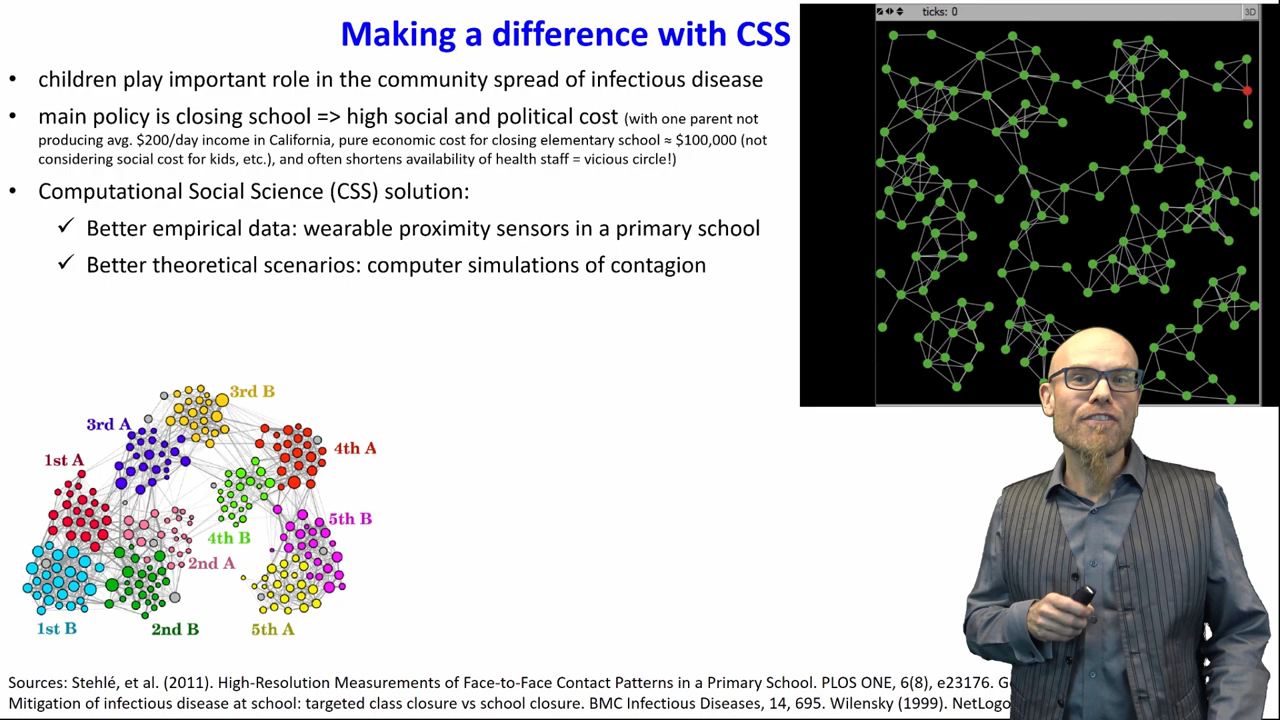 Making a difference with CSS
• children play important role in the community spread of infectious disease
• main policy is closing school => high social and political cost (with one parent not
producing avg. $200/day income in California, pure economic cost for closing elementary school ≈ $100,000 (not
considering social cost for kids, etc.), and often shortens availability of health staff = vicious circle!)
• Computational Social Science (CSS) solution:
✓ Better empirical data: wearable proximity sensors in a primary school
✓ Better theoretical scenarios: computer simulations of contagion
ticks: 0
3D
3rd B
3rd A
4th A
1st A
5th B
4th B
2nd A
1st B
2nd B
5th A
Sources: Stehlé, et al. (2011). High-Resolution Measurements of Face-to-Face Contact Patterns in a Primary School. PLOS ONE, 6(8), e23176.
Mitigation of infectious disease at school: targeted class closure vs school closure. BMC Infectious Diseases, 14, 695. Wilensky (1999). NetLogo